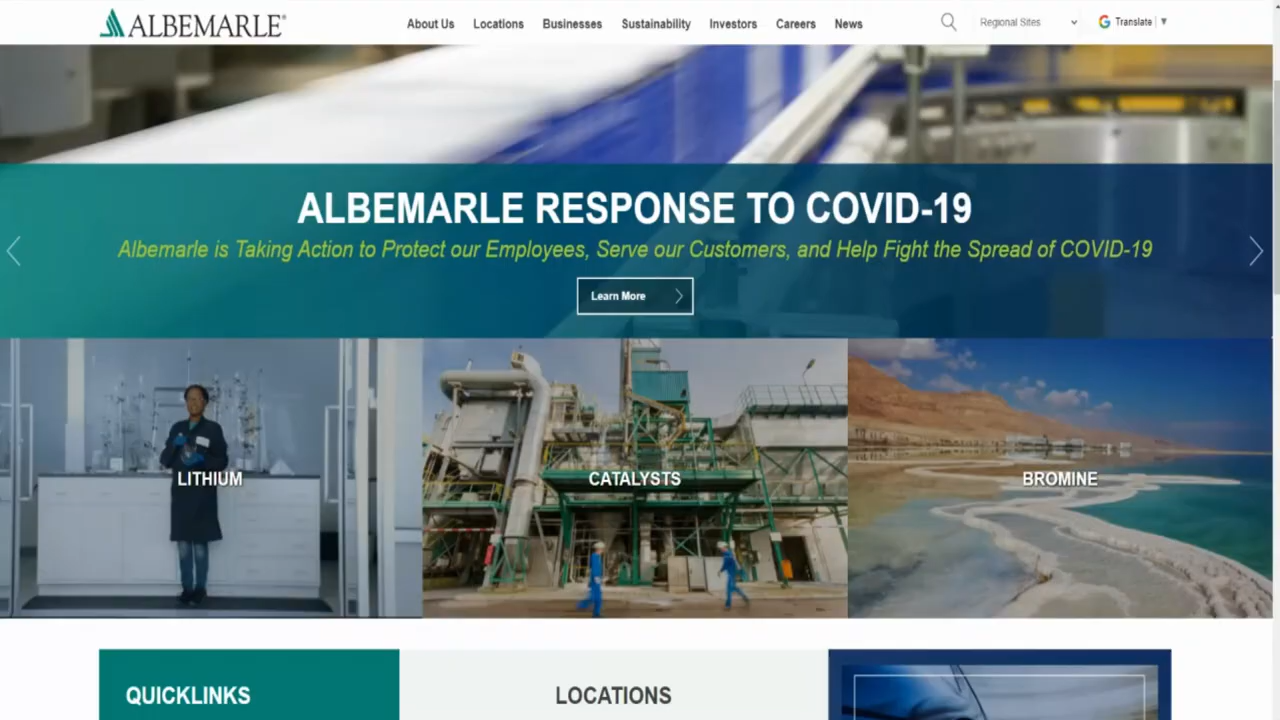 ALBEMARLE®
About Us Locations Businesses Sustainability Investors Careers News
Regional Sites
G Translate ▼
ALBEMARLE RESPONSE TO COVID-19
Albemarle is Taking Action to Protect our Employees, Serve our Customers, and Help Fight the Spread of COVID-19
Learn More
LITHIUM
CATALYSTS
BROMINE
QUICKLINKS
LOCATIONS